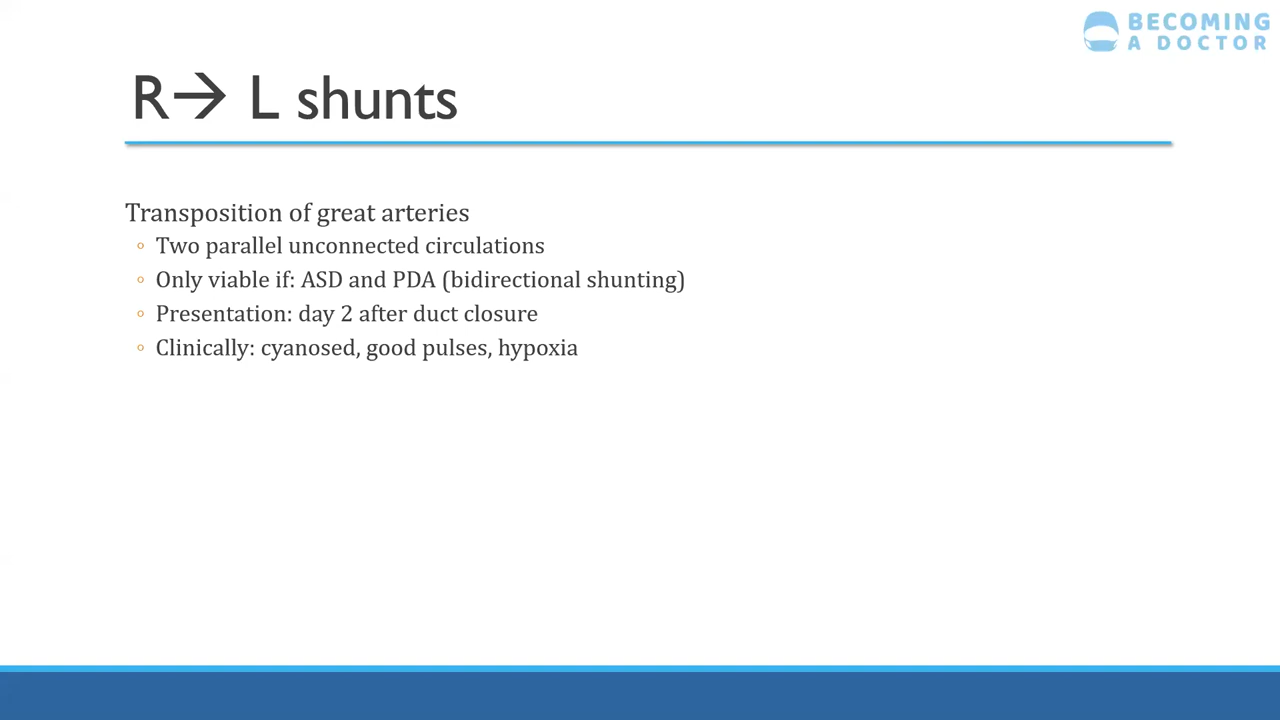 BECOMING
A DOCTOR
R→ L shunts
Transposition of great arteries
◦ Two parallel unconnected circulations
◦ Only viable if: ASD and PDA (bidirectional shunting)
◦ Presentation: day 2 after duct closure
◦ Clinically: cyanosed, good pulses, hypoxia